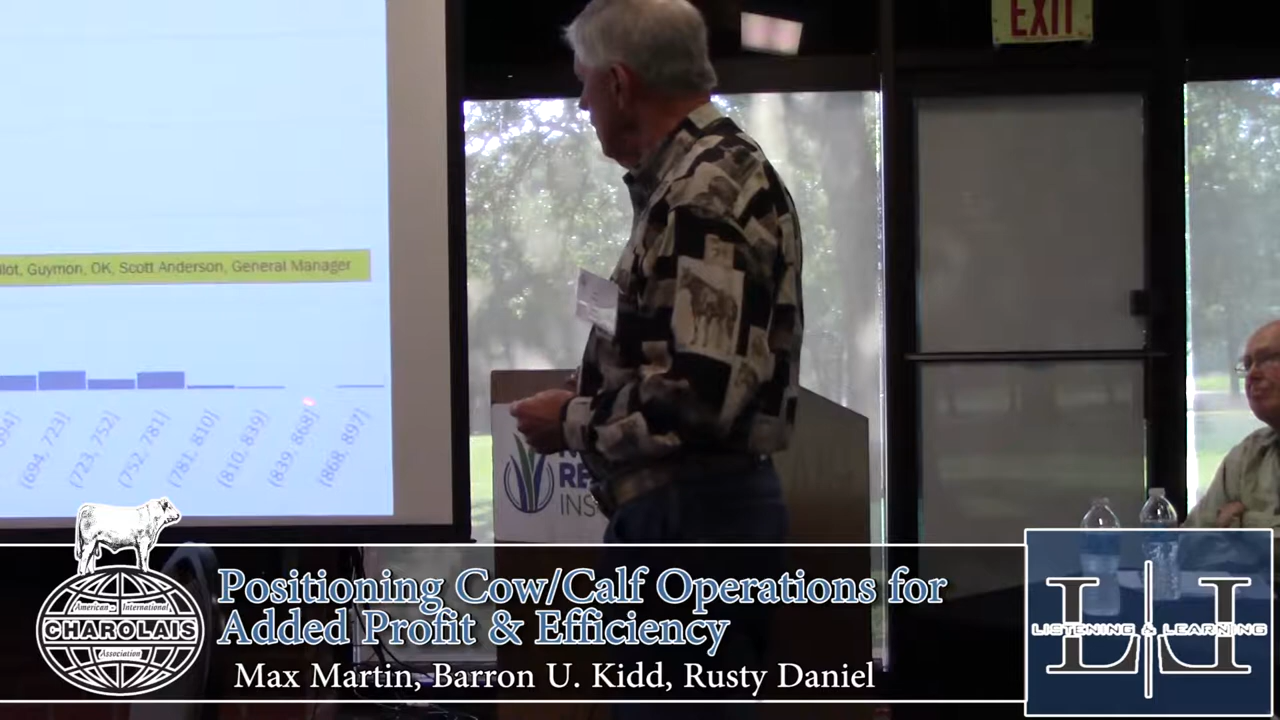 EXIT
Guymon, OK, Scott Anderson, General Manager
[694, 723]
[723, 752]
[752, 781]
[781, 810]
[810, 839]
[839, 868]
[868, 897]
RE
INS
American International
CHAROLAIS
Association
Positioning Cow/Calf Operations for
Added Profit & Efficiency
Max Martin, Barron U. Kidd, Rusty Daniel
L L
LISTENING & LEARNING